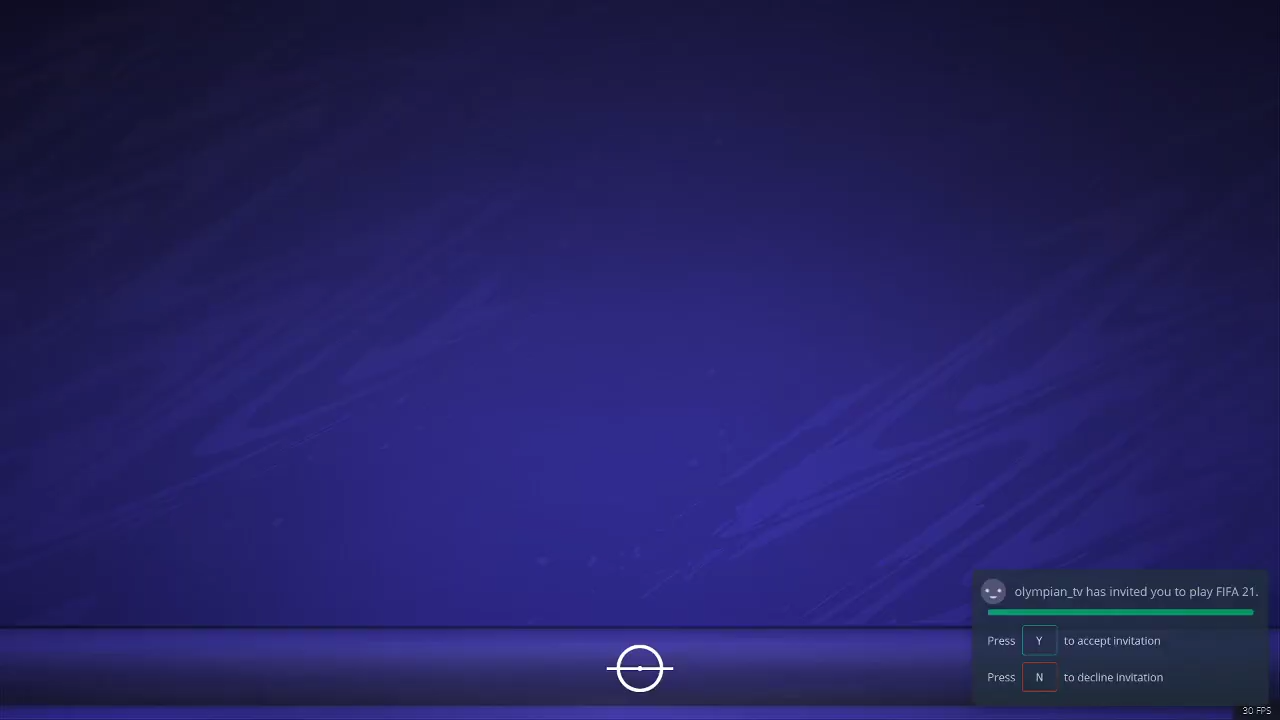 olympian_tv has invited you to play FIFA 21.
Press Y to accept invitation
Press N to decline invitation
30 FPS